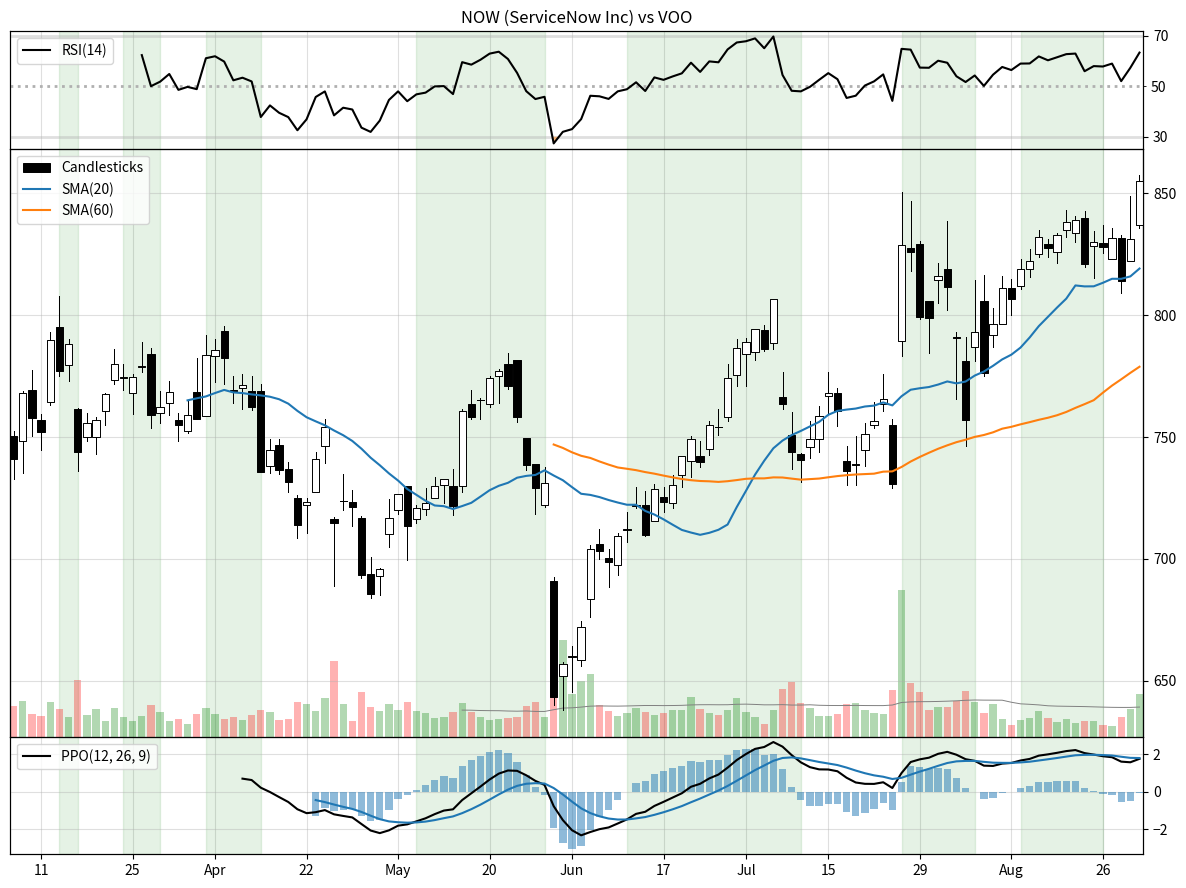 NOW (ServiceNow Inc) vs VOO
RSI(14)
70
50
30
Candlesticks
SMA(20)
SMA(60)
850
800
750
700
650
PPO(12, 26, 9)
2
0
−2
11 25 Apr 22 May 20 Jun 17 Jul 15 29 Aug 26